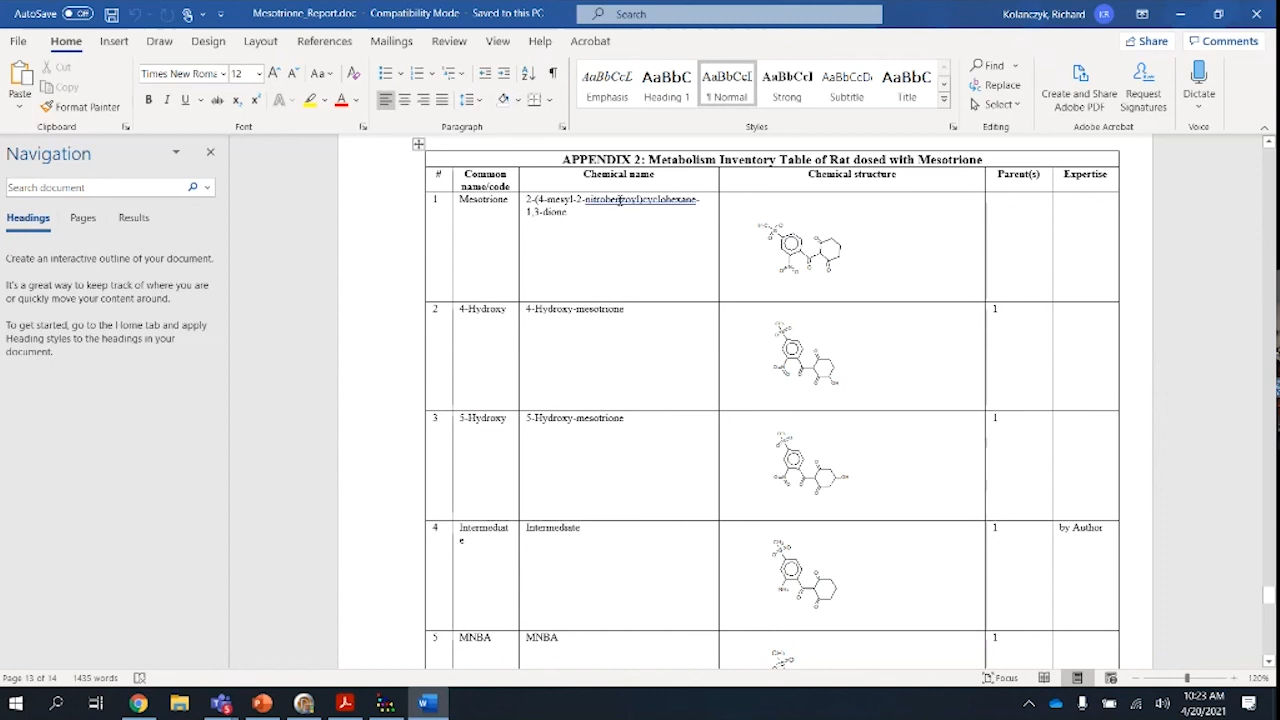 AutoSave Off Mesotrione_Report.doc - Compatibility Mode - Saved to this PC Search Kolanczyk, Richard KR
File Home Insert Draw Design Layout References Mailings Review View Help Acrobat Share Comments
Paste Cut Copy Format Painter
Times New Roma 12
Emphasis Heading 1 ¶ Normal Strong Subtitle Title
Find Replace Select
Create and Share Adobe PDF Request Signatures Dictate
Clipboard Font Paragraph Styles Editing Adobe Acrobat Voice
Navigation
Search document
Headings Pages Results
Create an interactive outline of your document.
It's a great way to keep track of where you are
or quickly move your content around.
To get started, go to the Home tab and apply
Heading styles to the headings in your
document.
APPENDIX 2: Metabolism Inventory Table of Rat dosed with Mesotrione
# Common name/code Chemical name Chemical structure Parent(s) Expertise
1 Mesotrione 2-(4-mesyl-2-nitrobenzoyl)cyclohexane-
1,3-dione
2 4-Hydroxy 4-Hydroxy-mesotrione 1
3 5-Hydroxy 5-Hydroxy-mesotrione 1
4 Intermediat Intermediate 1 by Author
e
5 MNBA MNBA 1
Page 13 of 14 1435 words Focus 120%
10:23 AM
4/20/2021